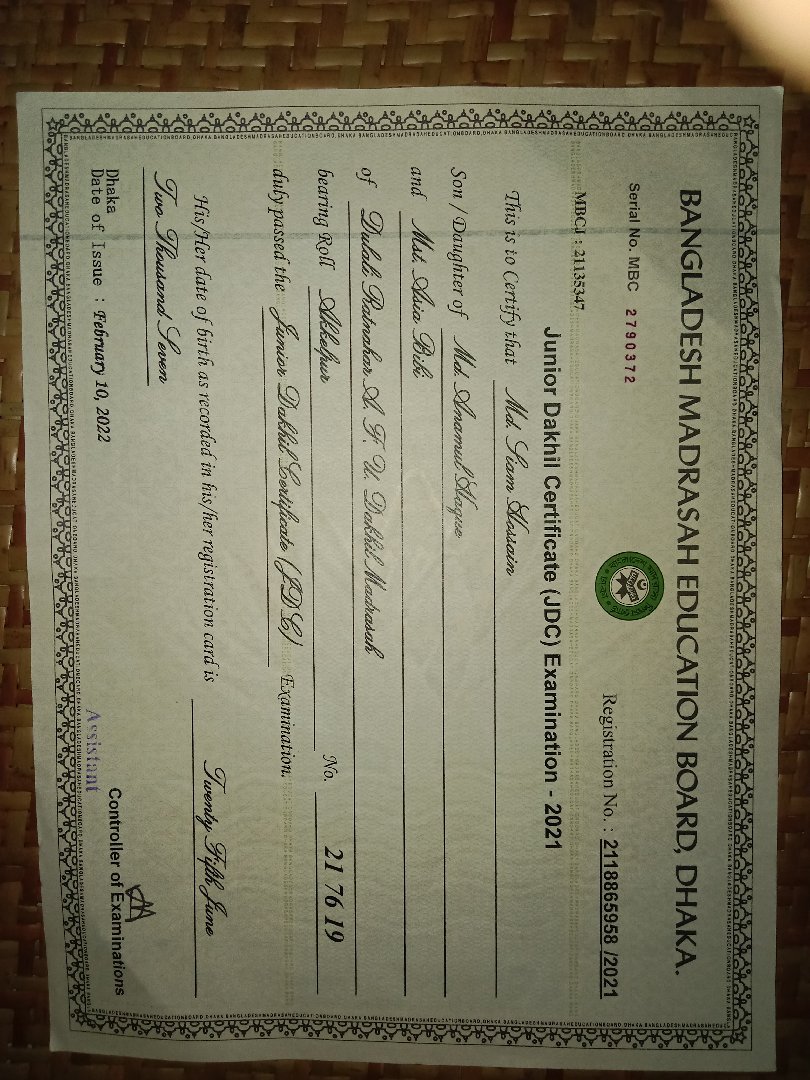 BANGLADESH MADRASAH EDUCATION BOARD, DHAKA.
Serial No. MBC 2790372
Registration No. : 2118865958 /2021
MBCJ : 21135347
Junior Dakhil Certificate (JDC) Examination - 2021
This is to Certify that Md. Siam Hossain
Son / Daughter of Md. Anamul Haque
and Mst. Asia Bibi
of Dulali Ratnahar A. F. U. Dakhil Madrasah
bearing Roll Akkelpur No. 21 76 19
duly passed the Junior Dakhil Certificate (JDC) Examination.
His/Her date of birth as recorded in his/her registration card is Twenty Fifth June
Two Thousand Seven
Dhaka
Date of Issue : February 10, 2022
Assistant
Controller of Examinations